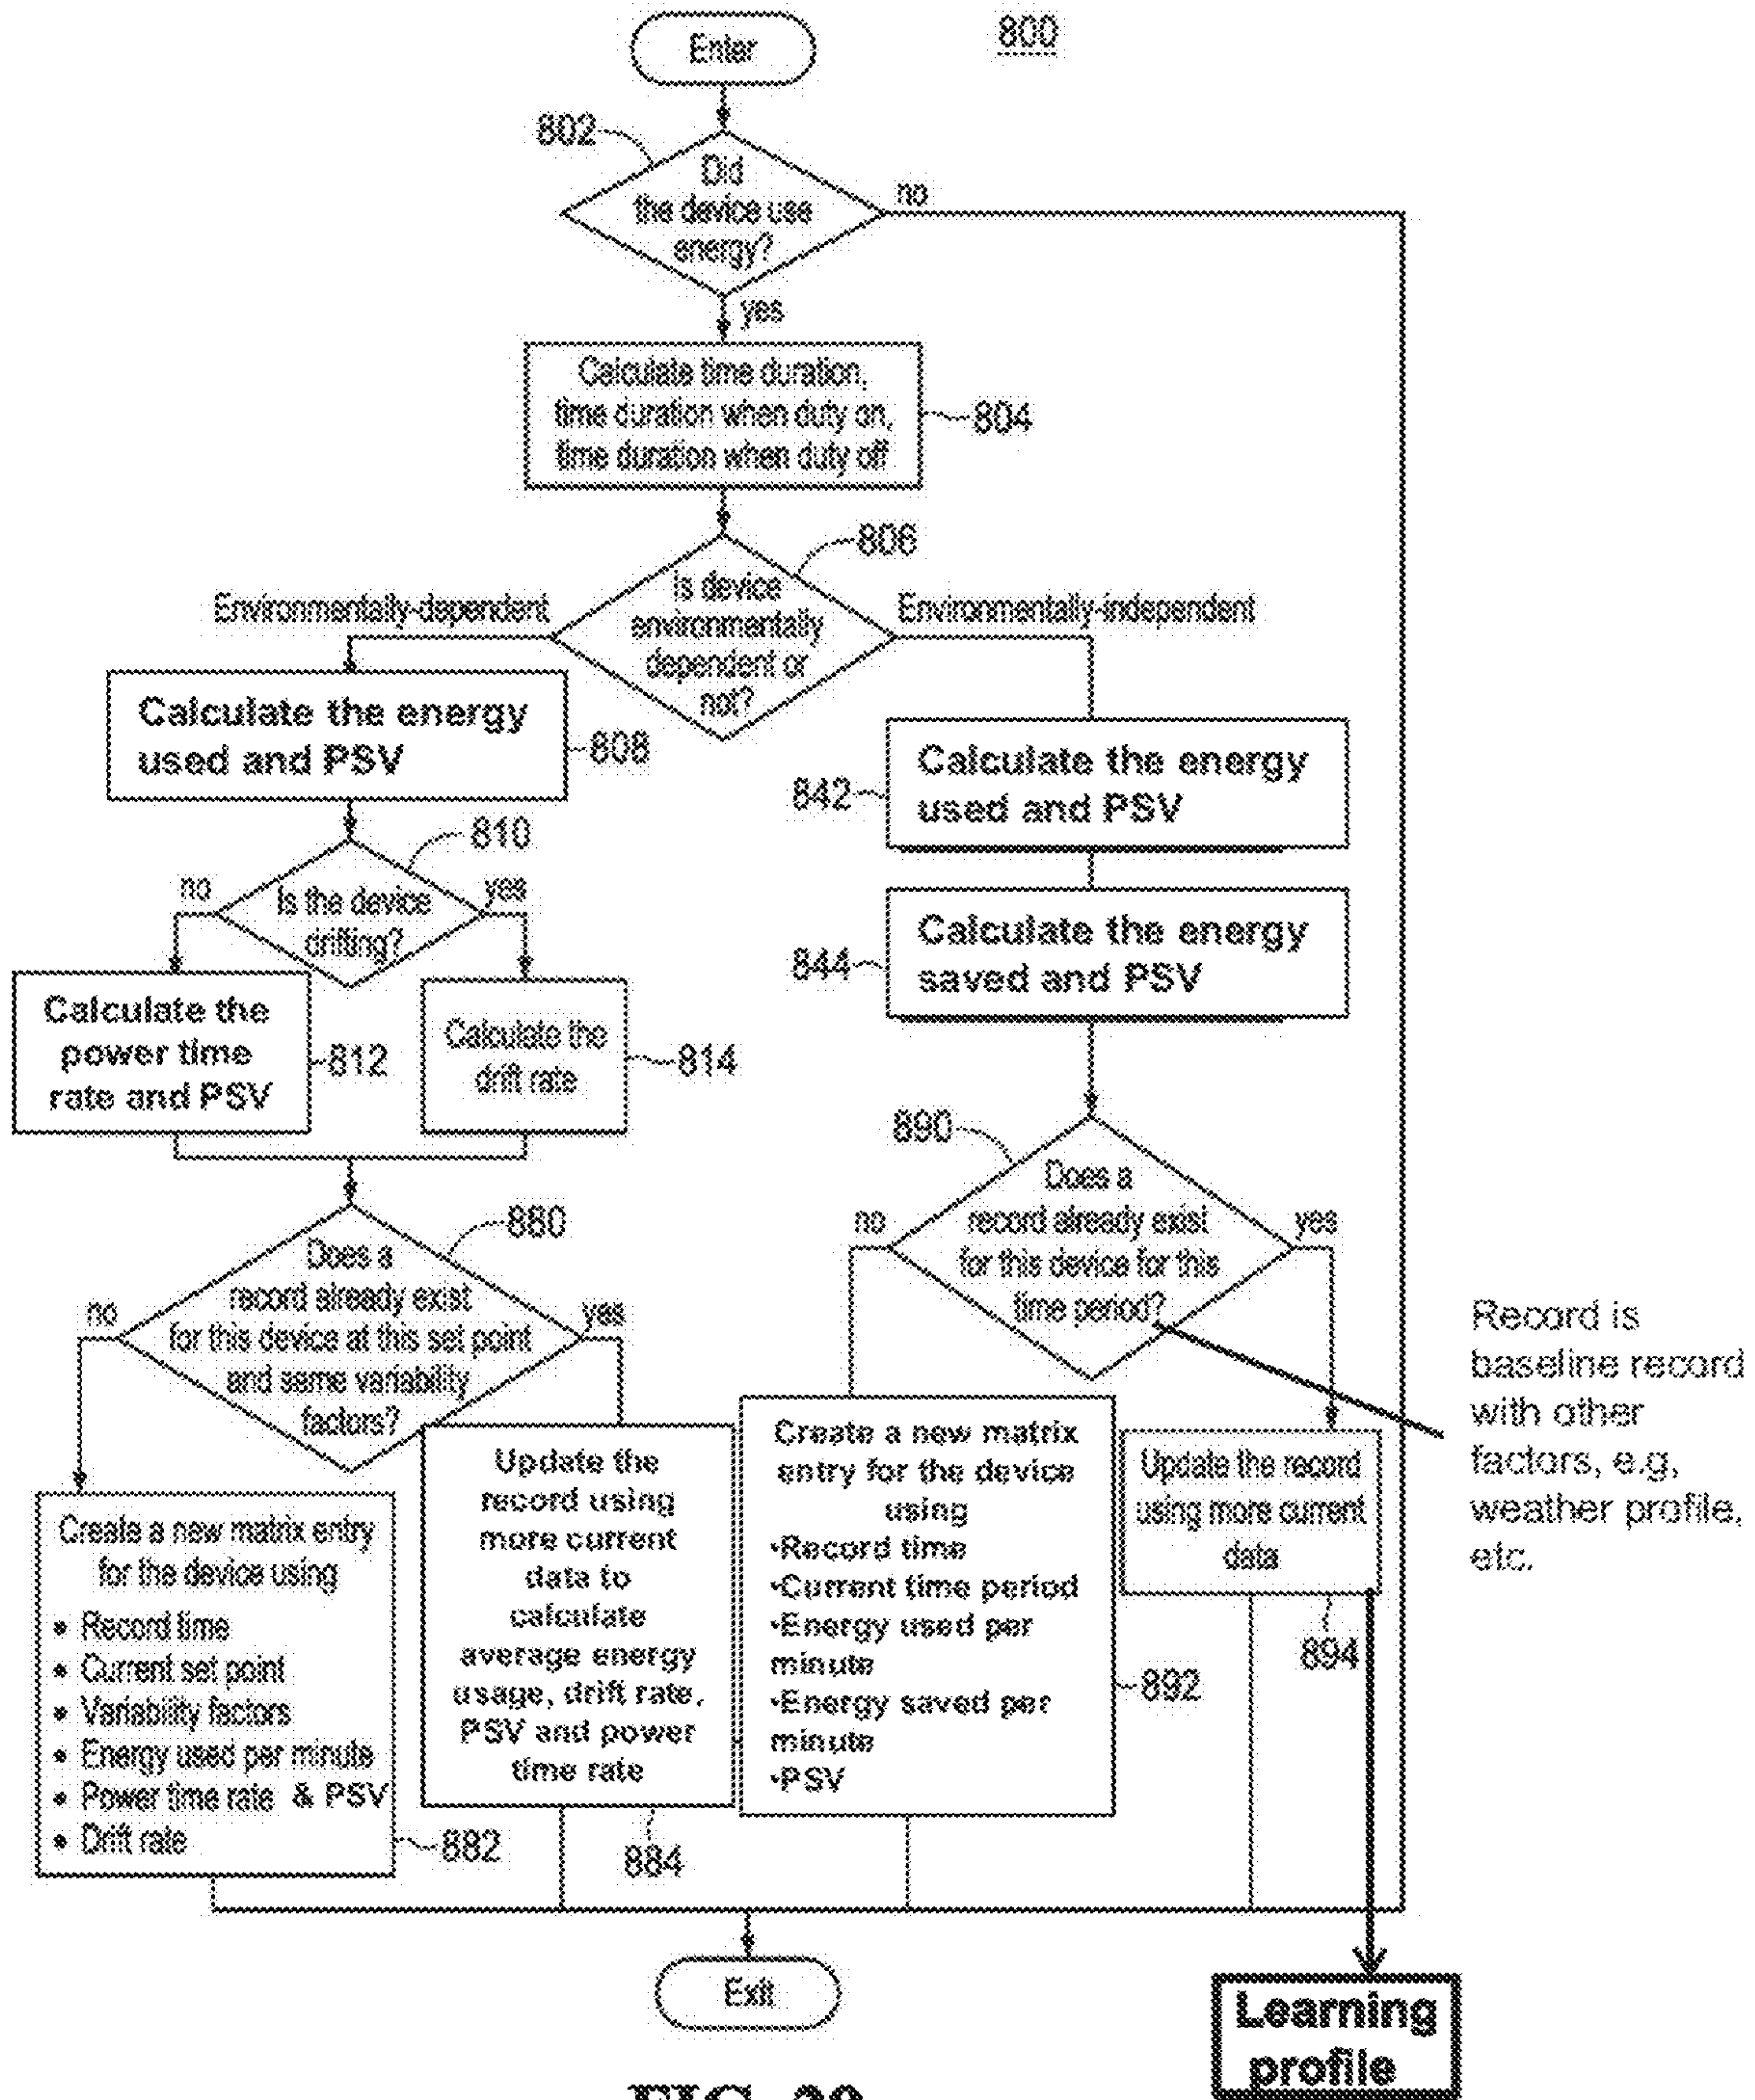 Enter
800
802
Did
the device use
energy?
no
yes
Calculate time duration,
time duration when duty on,
time duration when duty off
804
806
Is device
environmentally
dependent or
not?
Environmentally-dependent
Environmentally-independent
Calculate the energy
used and PSV
808
842
Calculate the energy
used and PSV
810
no
Is the device
drifting?
yes
844
Calculate the energy
saved and PSV
Calculate the
power time
rate and PSV
812
Calculate the
drift rate
814
890
Does a
record already exist
for this device for this
time period?
no
yes
880
Does a
record already exist
for this device at this set point
and same variability
factors?
no
yes
Record is
baseline record
with other
factors, e.g,
weather profile,
etc.
Create a new matrix entry
for the device using
• Record time
• Current set point
• Variability factors
• Energy used per minute
• Power time rate & PSV
• Drift rate
882
Update the
record using
more current
data to
calculate
average energy
usage, drift rate,
PSV and power
time rate
884
Create a new matrix
entry for the device
using
•Record time
•Current time period
•Energy used per
minute
•Energy saved per
minute
•PSV
892
Update the record
using more current
data
894
Exit
Learning
profile